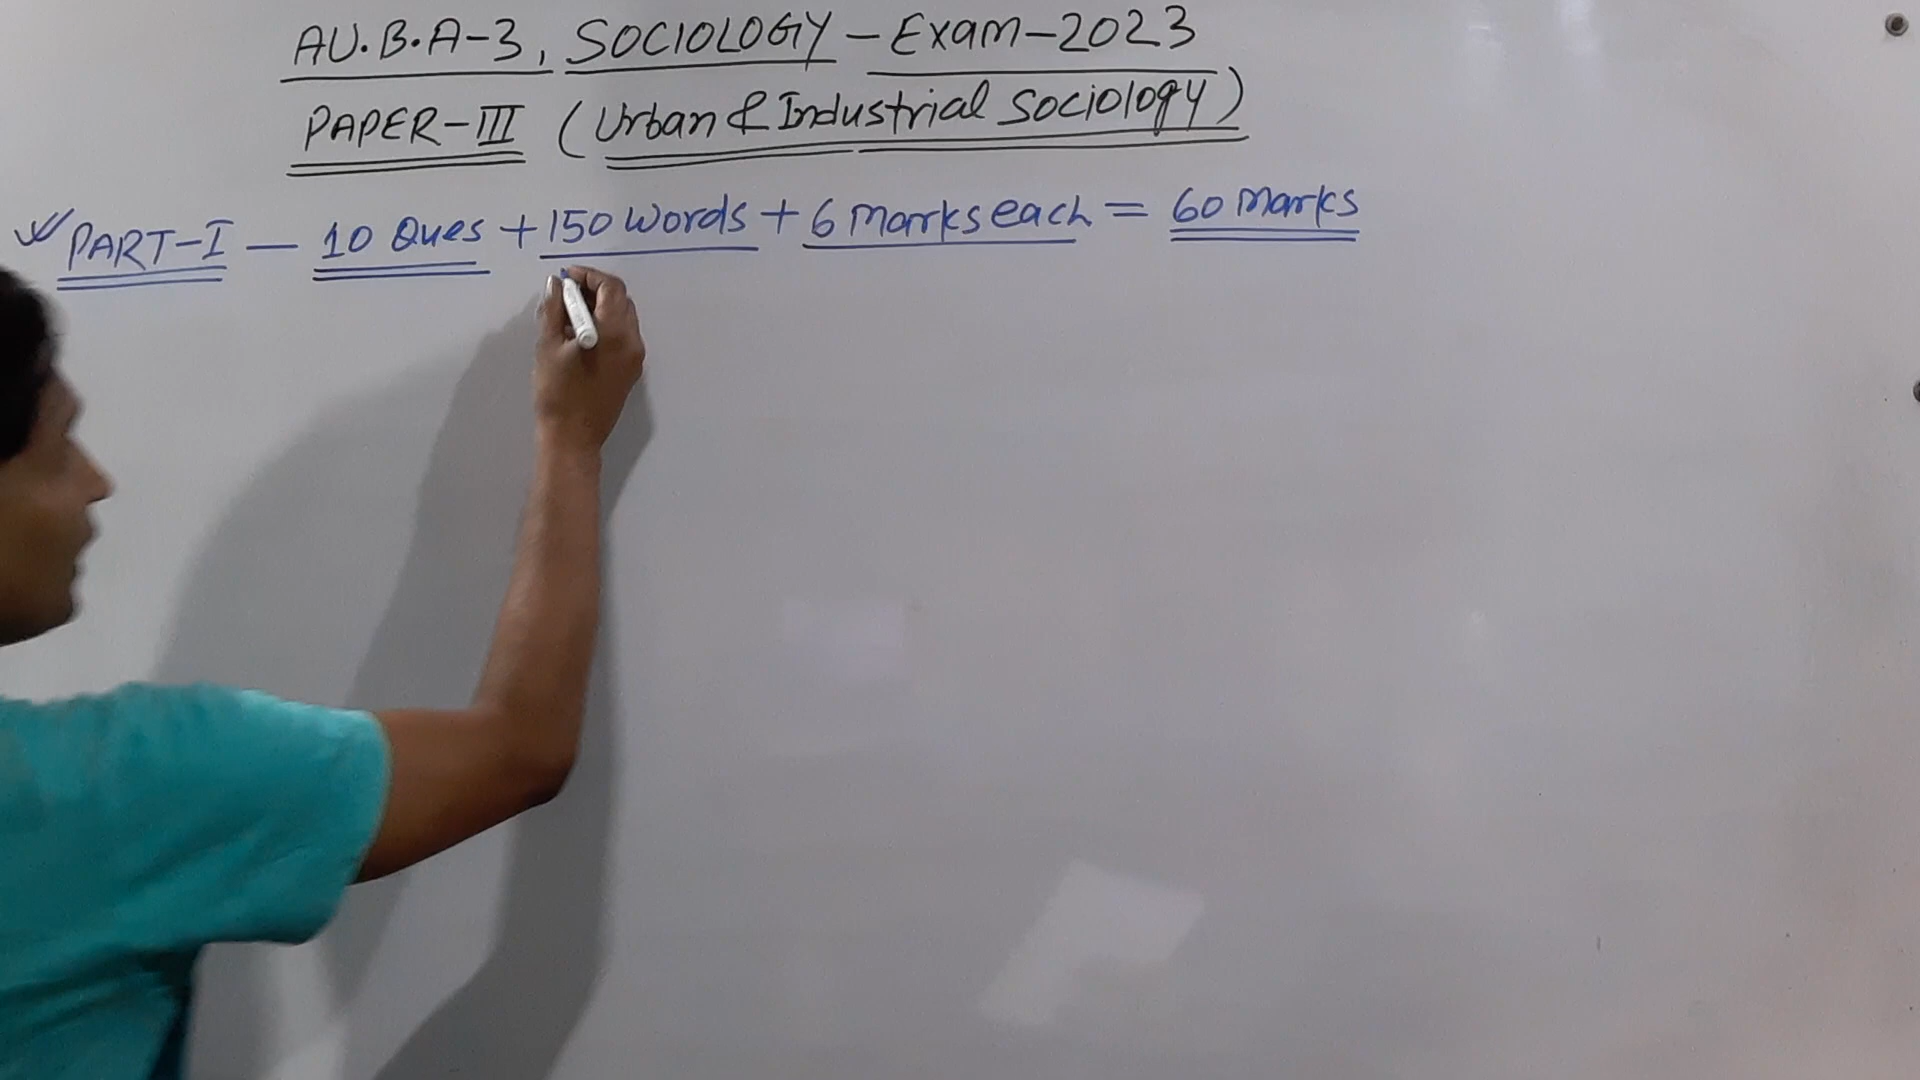 AU.B.A-3, SOCIOLOGY - Exam-2023
PAPER-III (Urban & Industrial Sociology)
PART-I - 10 Ques + 150 words + 6 Marks each = 60 Marks